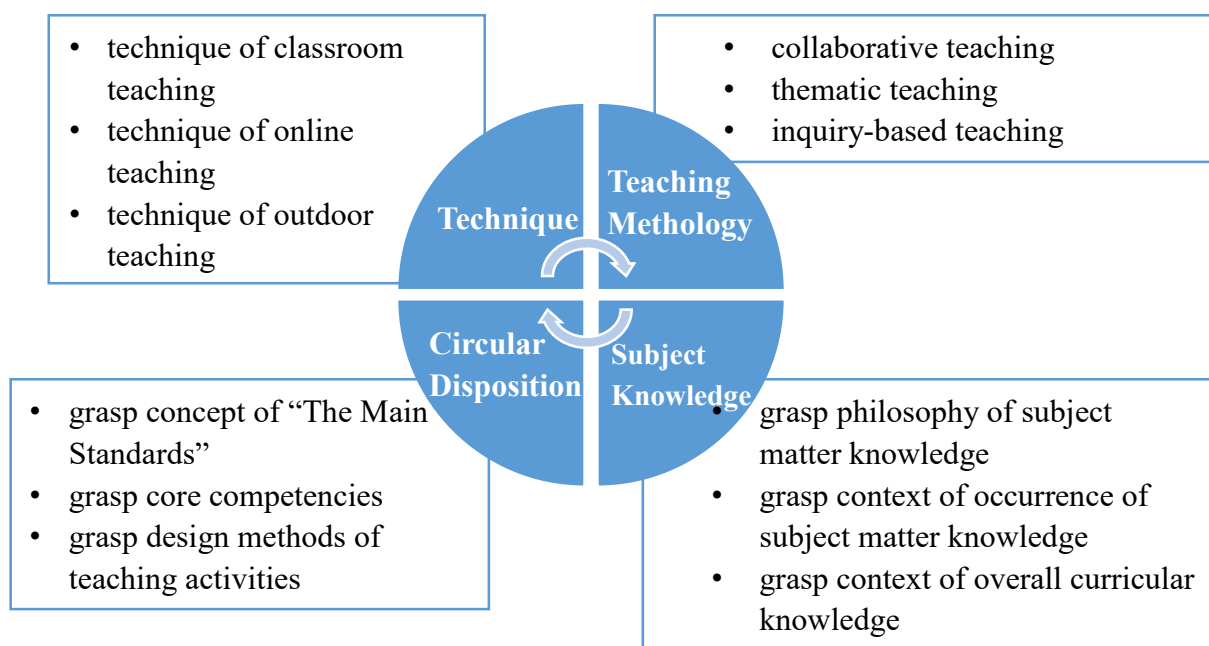 • technique of classroom
teaching
• technique of online
teaching
• technique of outdoor
teaching
• collaborative teaching
• thematic teaching
• inquiry-based teaching
Technique
Teaching
Methology
Circular
Disposition
Subject
Knowledge
• grasp concept of “The Main
Standards”
• grasp core competencies
• grasp design methods of
teaching activities
• grasp philosophy of subject
matter knowledge
• grasp context of occurrence of
subject matter knowledge
• grasp context of overall curricular
knowledge